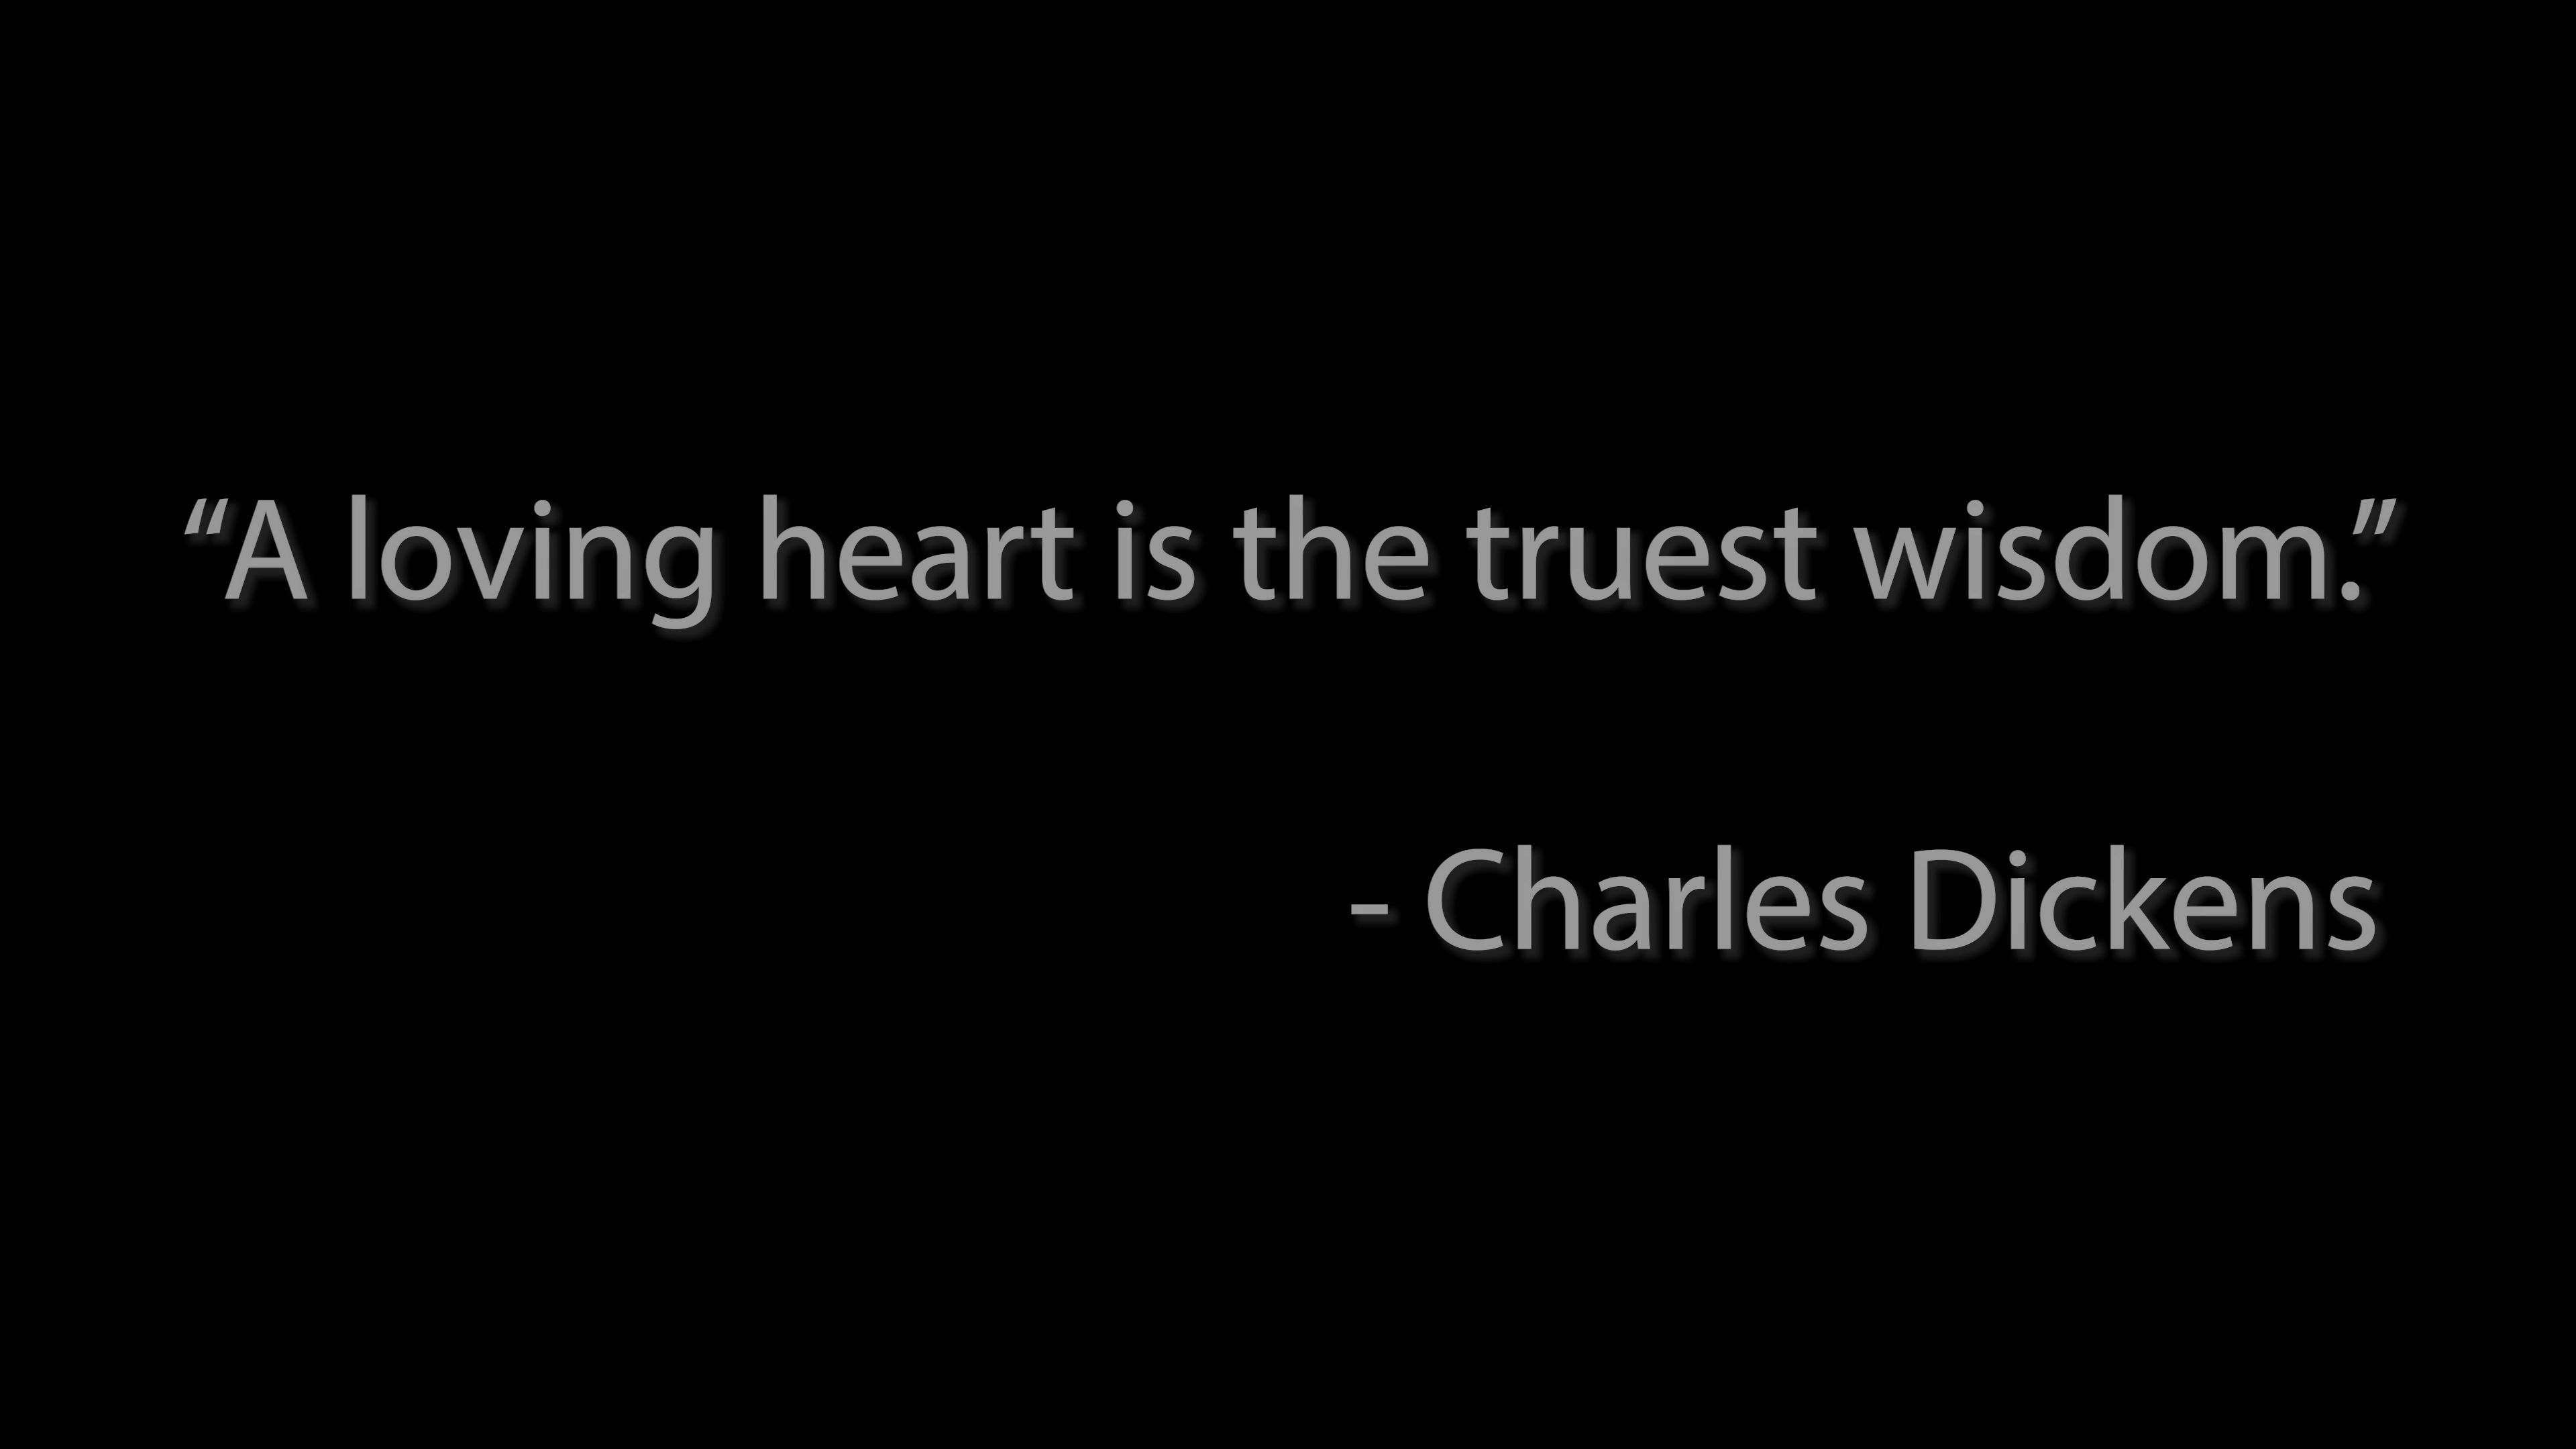 “A loving heart is the truest wisdom.”
- Charles Dickens